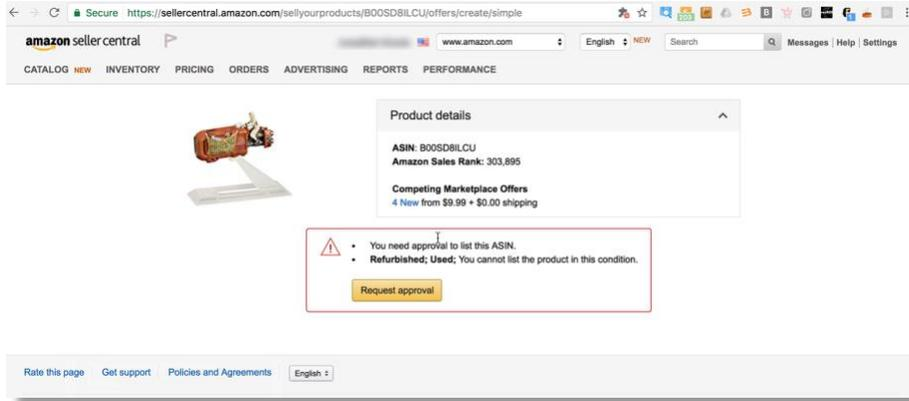 Secure https://sellercentral.amazon.com/sellyourproducts/B00SD8ILCU/offers/create/simple
203
B
amazon seller central
www.amazon.com
English
NEW
Search
Messages | Help | Settings
CATALOG NEW INVENTORY PRICING ORDERS ADVERTISING REPORTS PERFORMANCE
Product details
ASIN: B00SD8ILCU
Amazon Sales Rank: 303,895
Competing Marketplace Offers
4 New from $9.99 + $0.00 shipping
• You need approval to list this ASIN.
• Refurbished; Used; You cannot list the product in this condition.
Request approval
Rate this page Get support Policies and Agreements English